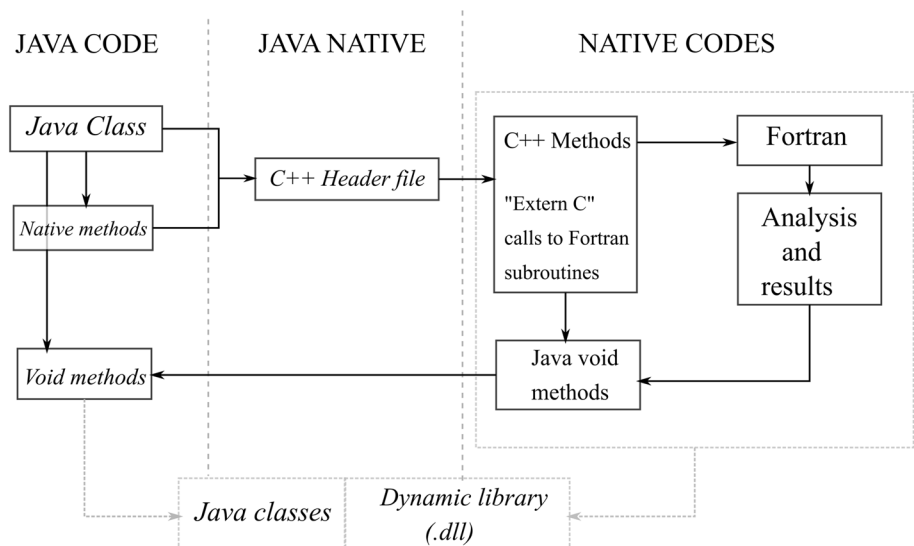 JAVA CODE
JAVA NATIVE
NATIVE CODES
Java Class
Native methods
Void methods
C++ Header file
C++ Methods
"Extern C"
calls to Fortran
subroutines
Fortran
Analysis
and
results
Java void
methods
Java classes
Dynamic library
(.dll)